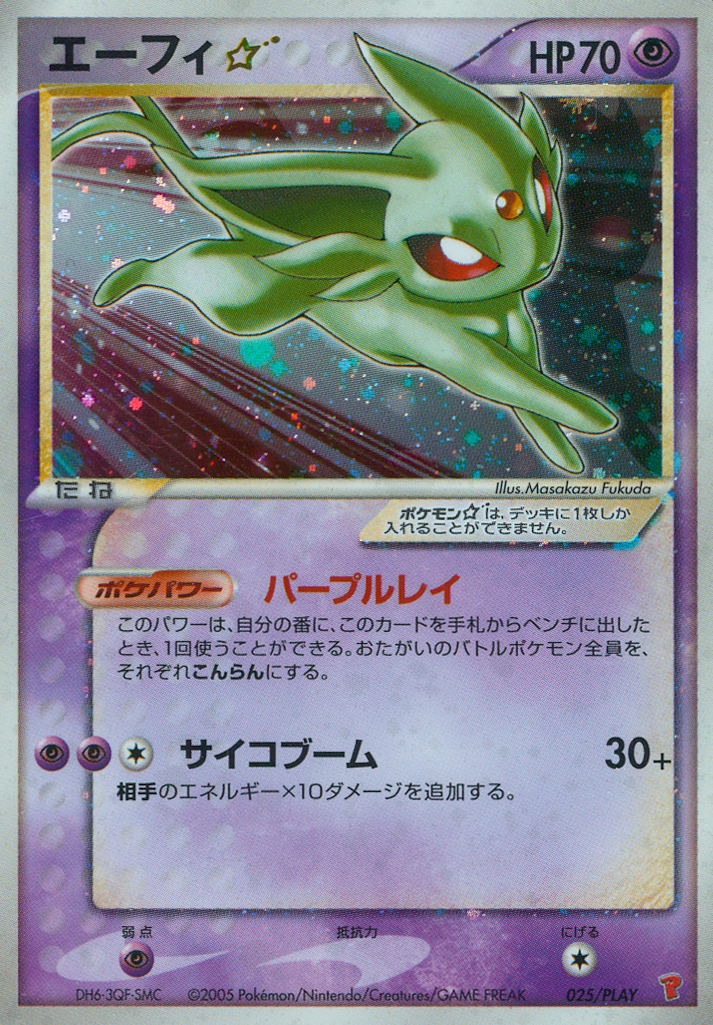 エーフィ☆ HP70
たね
Illus. Masakazu Fukuda
ポケモン☆は、デッキに1枚しか
入れることができません。
ポケパワー パープルレイ
このパワーは、自分の番に、このカードを手札からベンチに出した
とき、1回使うことができる。おたがいのバトルポケモン全員を、
それぞれこんらんにする。
サイコブーム 30+
相手のエネルギー×10ダメージを追加する。
弱点 抵抗力 にげる
DH6-3QF-SMC ©2005 Pokémon/Nintendo/Creatures/GAME FREAK 025/PLAY